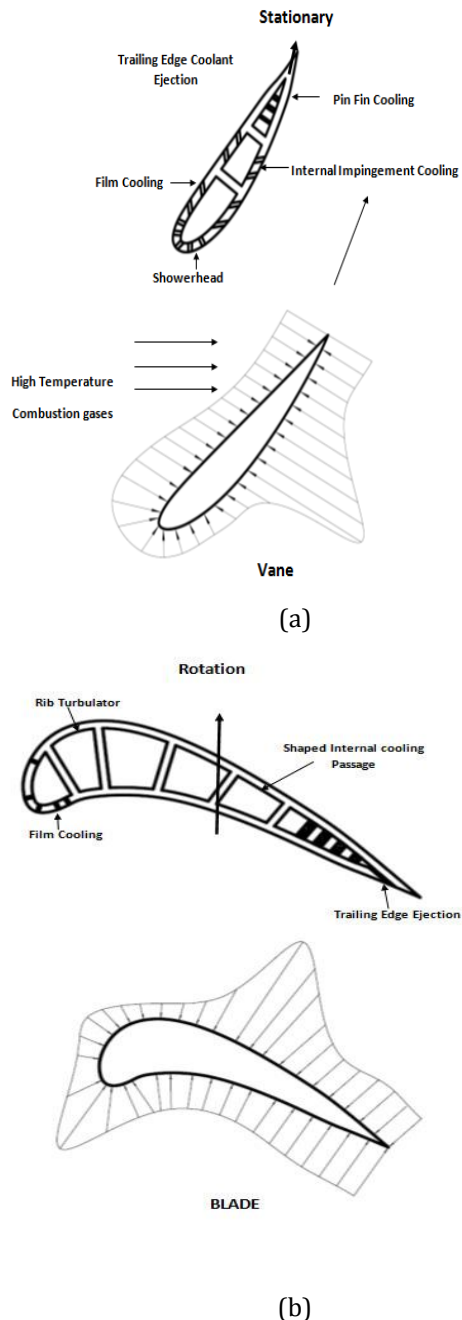 Stationary
Trailing Edge Coolant
Ejection
Pin Fin Cooling
Internal Impingement Cooling
Film Cooling
Showerhead
High Temperature
Combustion gases
Vane
(a)
Rotation
Rib Turbulator
Shaped Internal cooling
Passage
Film Cooling
Trailing Edge Ejection
BLADE
(b)